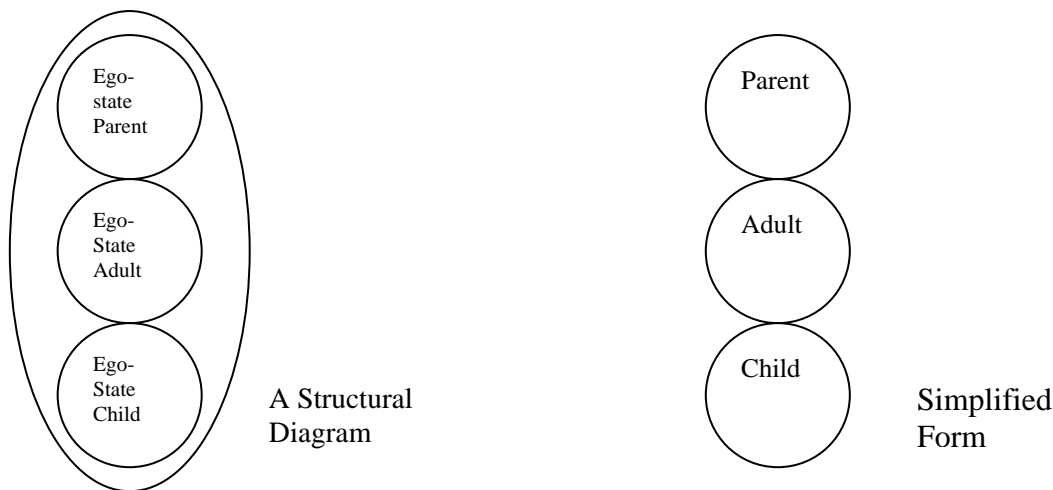 Ego-
state
Parent
Ego-
State
Adult
Ego-
State
Child
A Structural
Diagram
Parent
Adult
Child
Simplified
Form